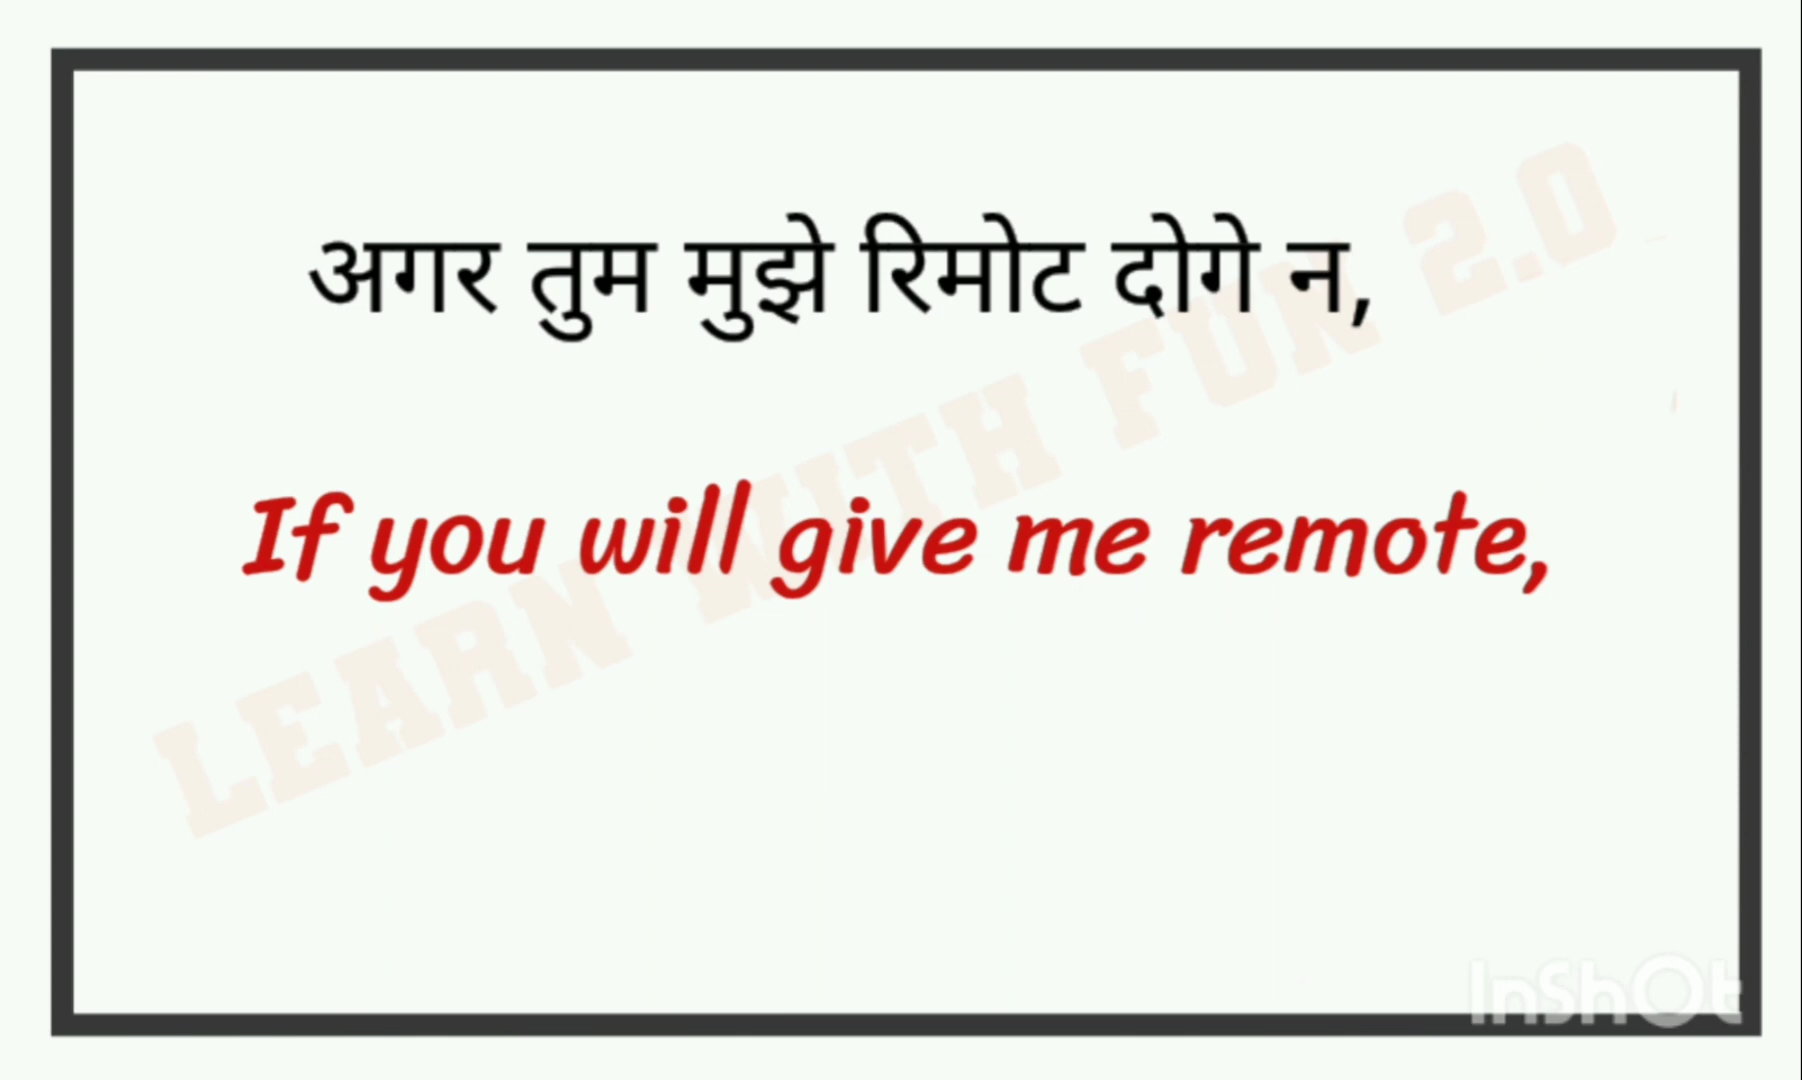 अगर तुम मुझे रिमोट दोगे न,
If you will give me remote,
LEARN WITH FUN 2.0
InShOt